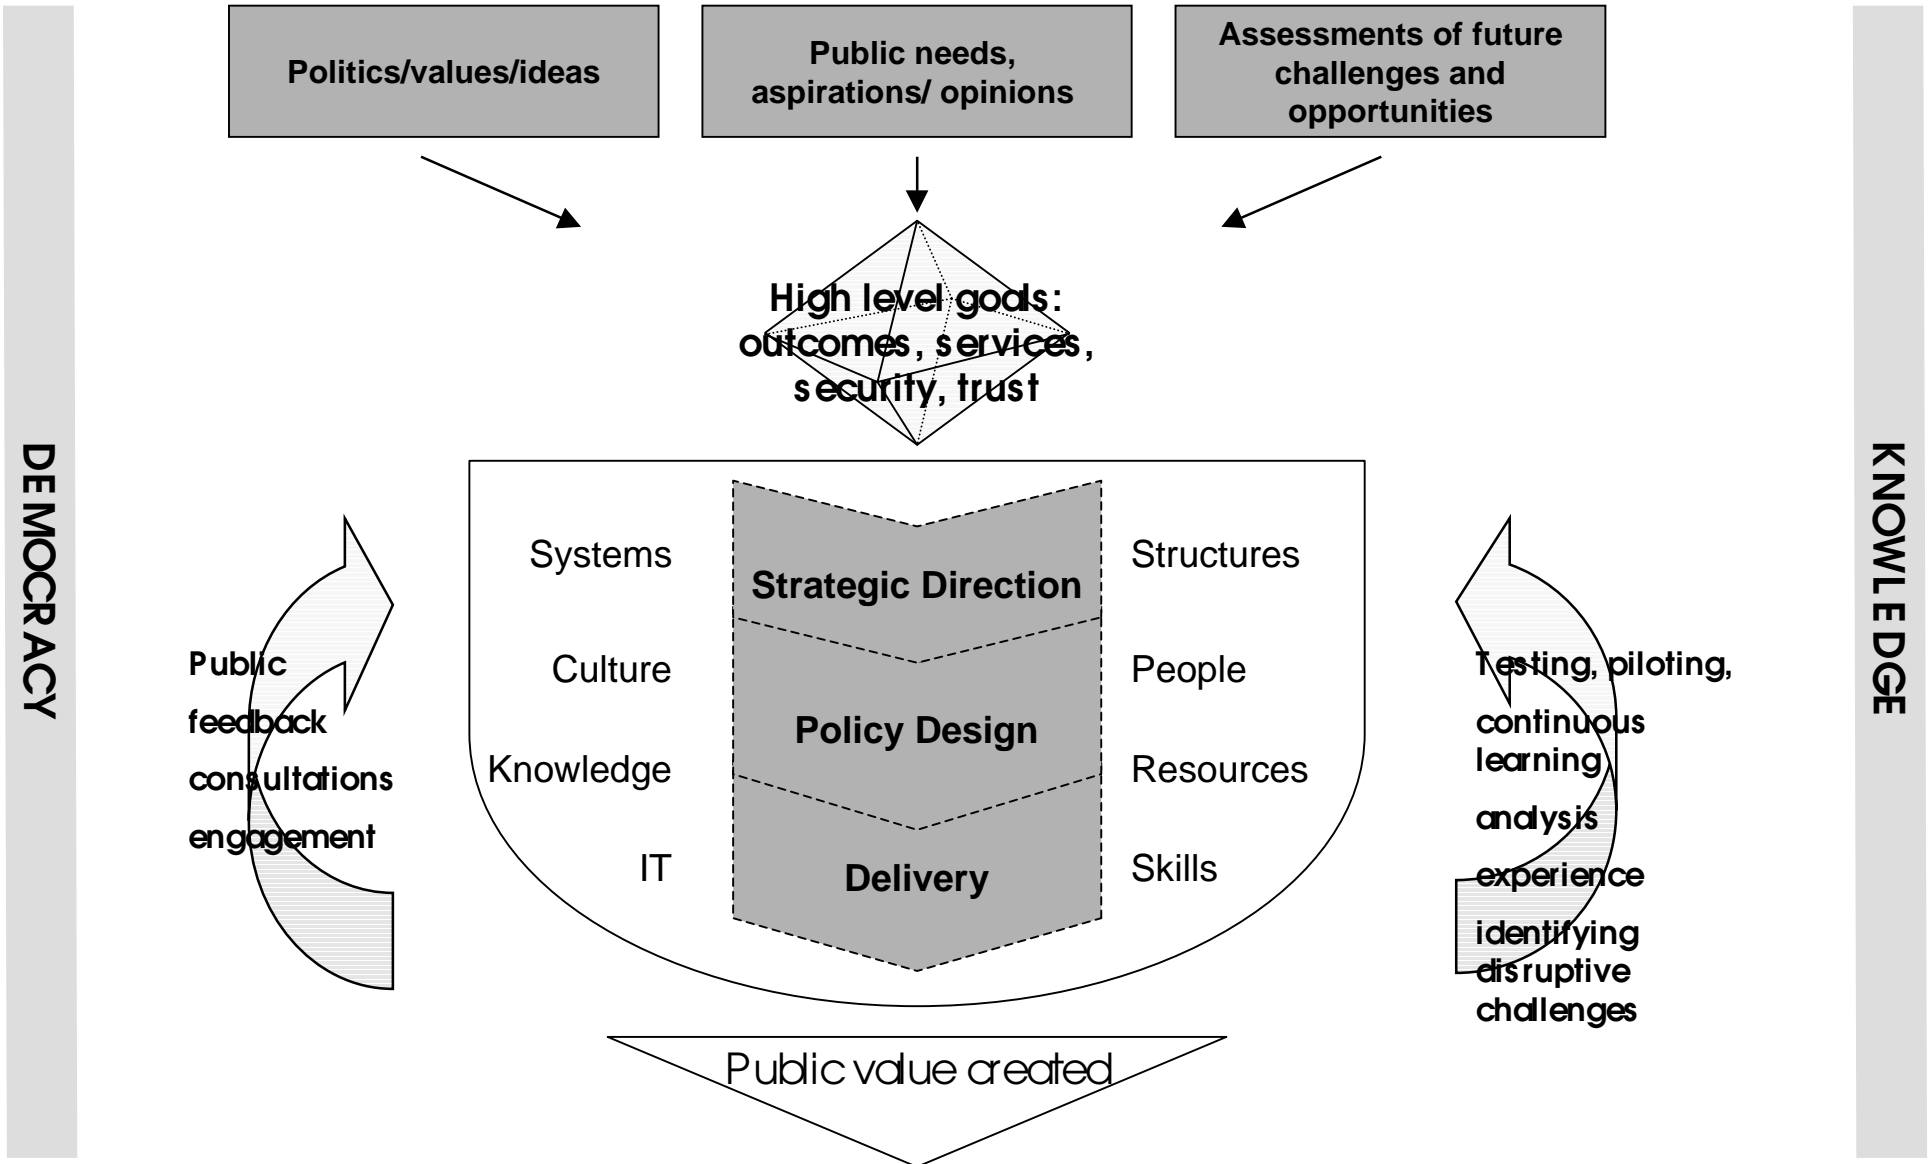 Politics/values/ideas
Public needs,
aspirations/ opinions
Assessments of future
challenges and
opportunities
High level goals:
outcomes, services,
security, trust
DEMOCRACY
Public
feedback
consultations
engagement
Systems
Culture
Knowledge
IT
Strategic Direction
Policy Design
Delivery
Structures
People
Resources
Skills
Testing, piloting,
continuous
learning
analysis
experience
identifying
disruptive
challenges
KNOWLEDGE
Public value created